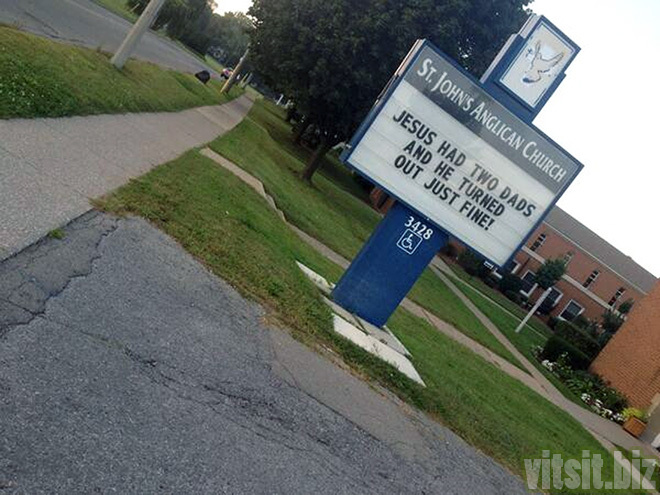 St. John's Anglican Church
JESUS HAD TWO DADS
AND HE TURNED
OUT JUST FINE!
3428
vitsit.biz